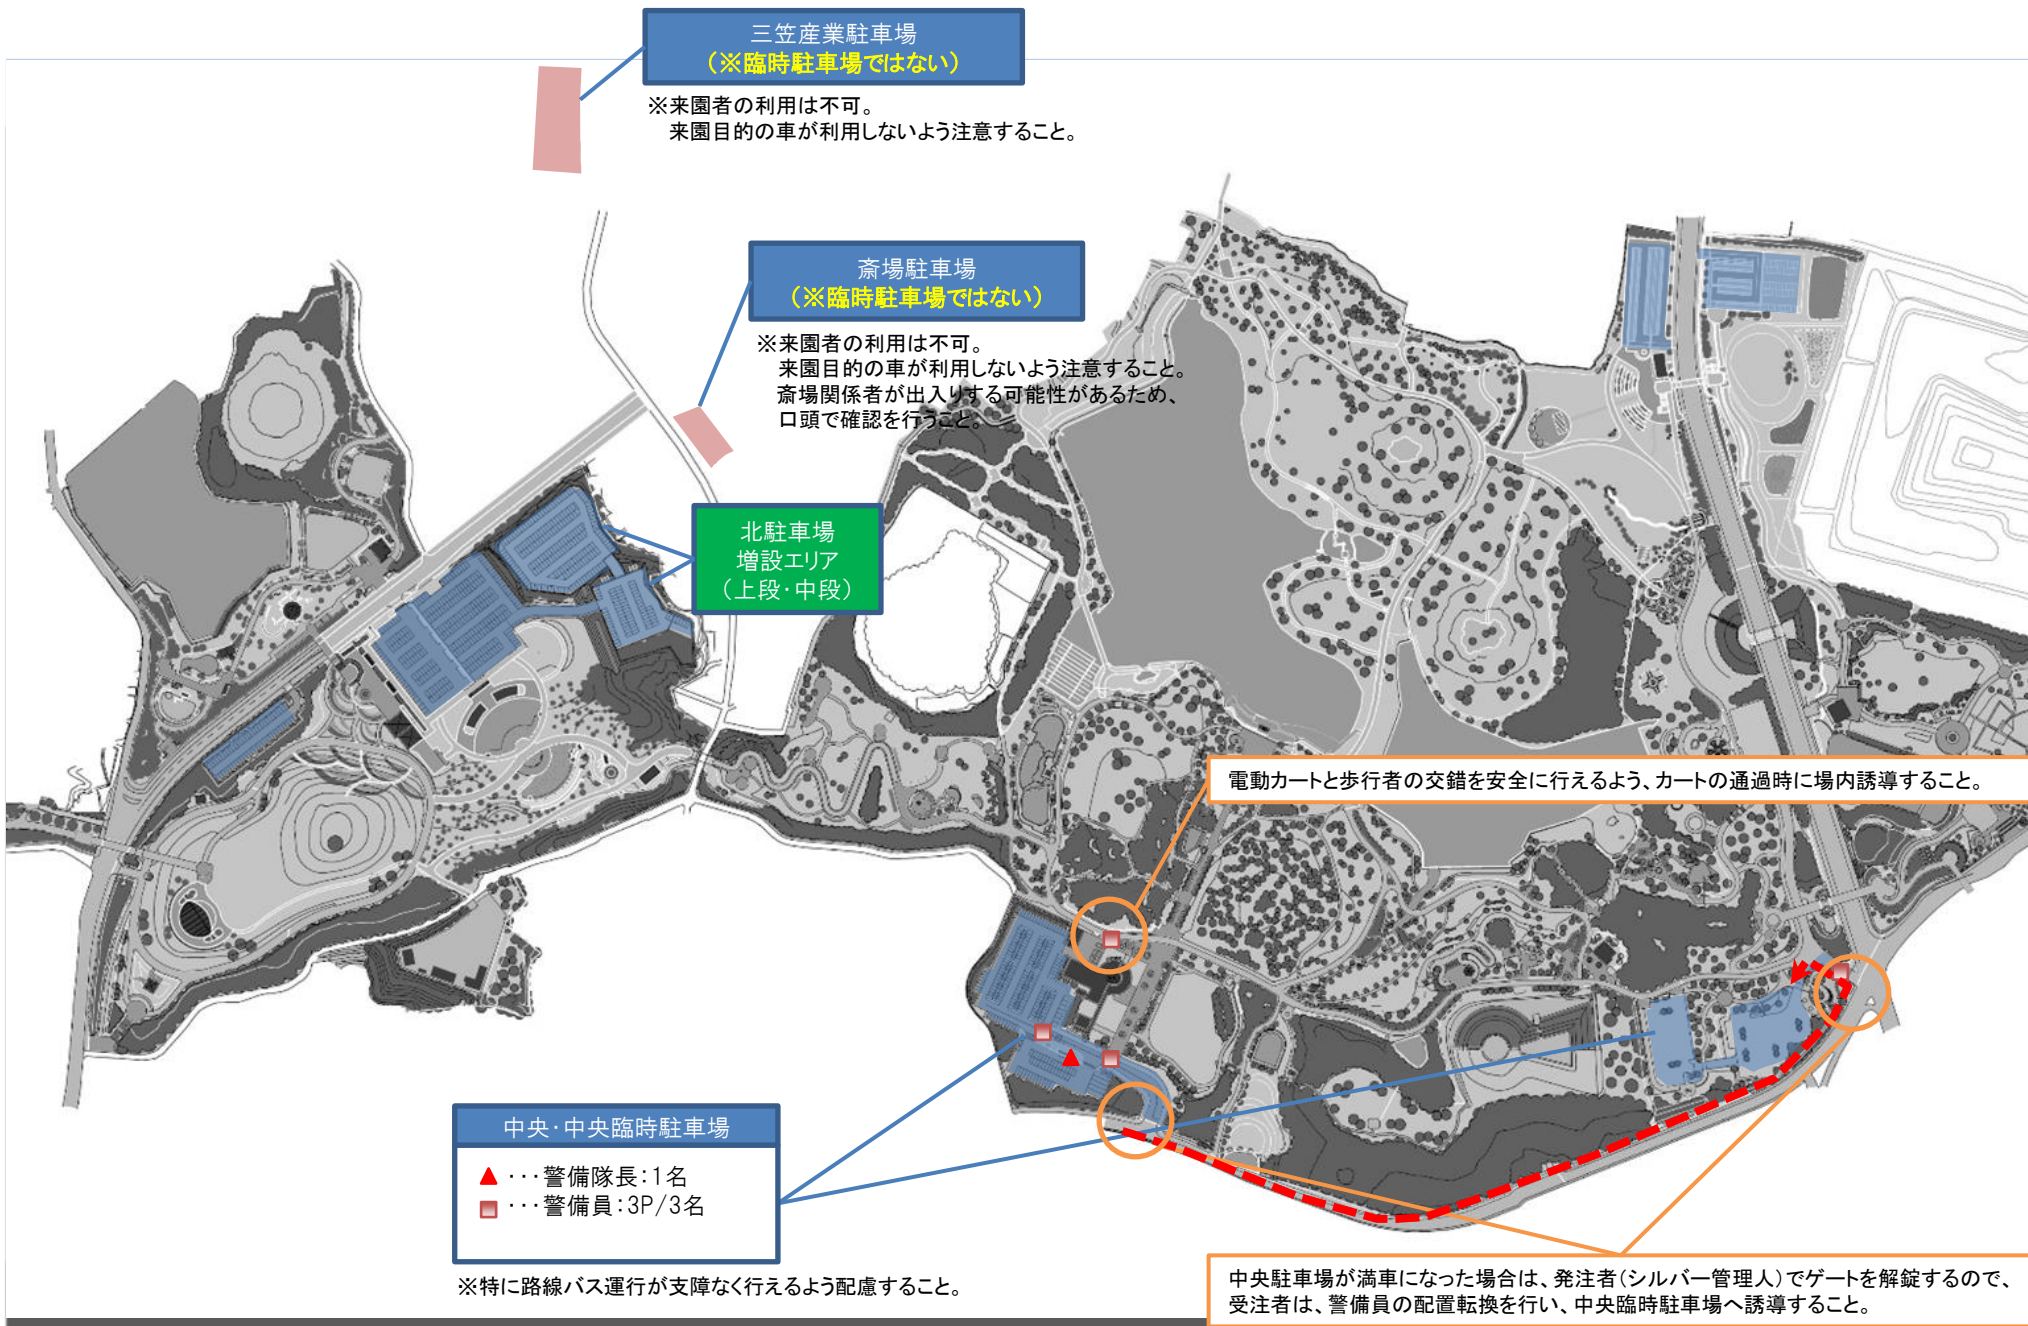 三笠産業駐車場
（※臨時駐車場ではない）
※来園者の利用は不可。
来園目的の車が利用しないよう注意すること。
斎場駐車場
（※臨時駐車場ではない）
※来園者の利用は不可。
来園目的の車が利用しないよう注意すること。
斎場関係者が出入りする可能性があるため、
口頭で確認を行うこと。
北駐車場
増設エリア
（上段・中段）
電動カートと歩行者の交錯を安全に行えるよう、カートの通過時に場内誘導すること。
中央・中央臨時駐車場
▲ ･･･警備隊長：1名
■ ･･･警備員：3P/3名
※特に路線バス運行が支障なく行えるよう配慮すること。
中央駐車場が満車になった場合は、発注者（シルバー管理人）でゲートを解錠するので、
受注者は、警備員の配置転換を行い、中央臨時駐車場へ誘導すること。